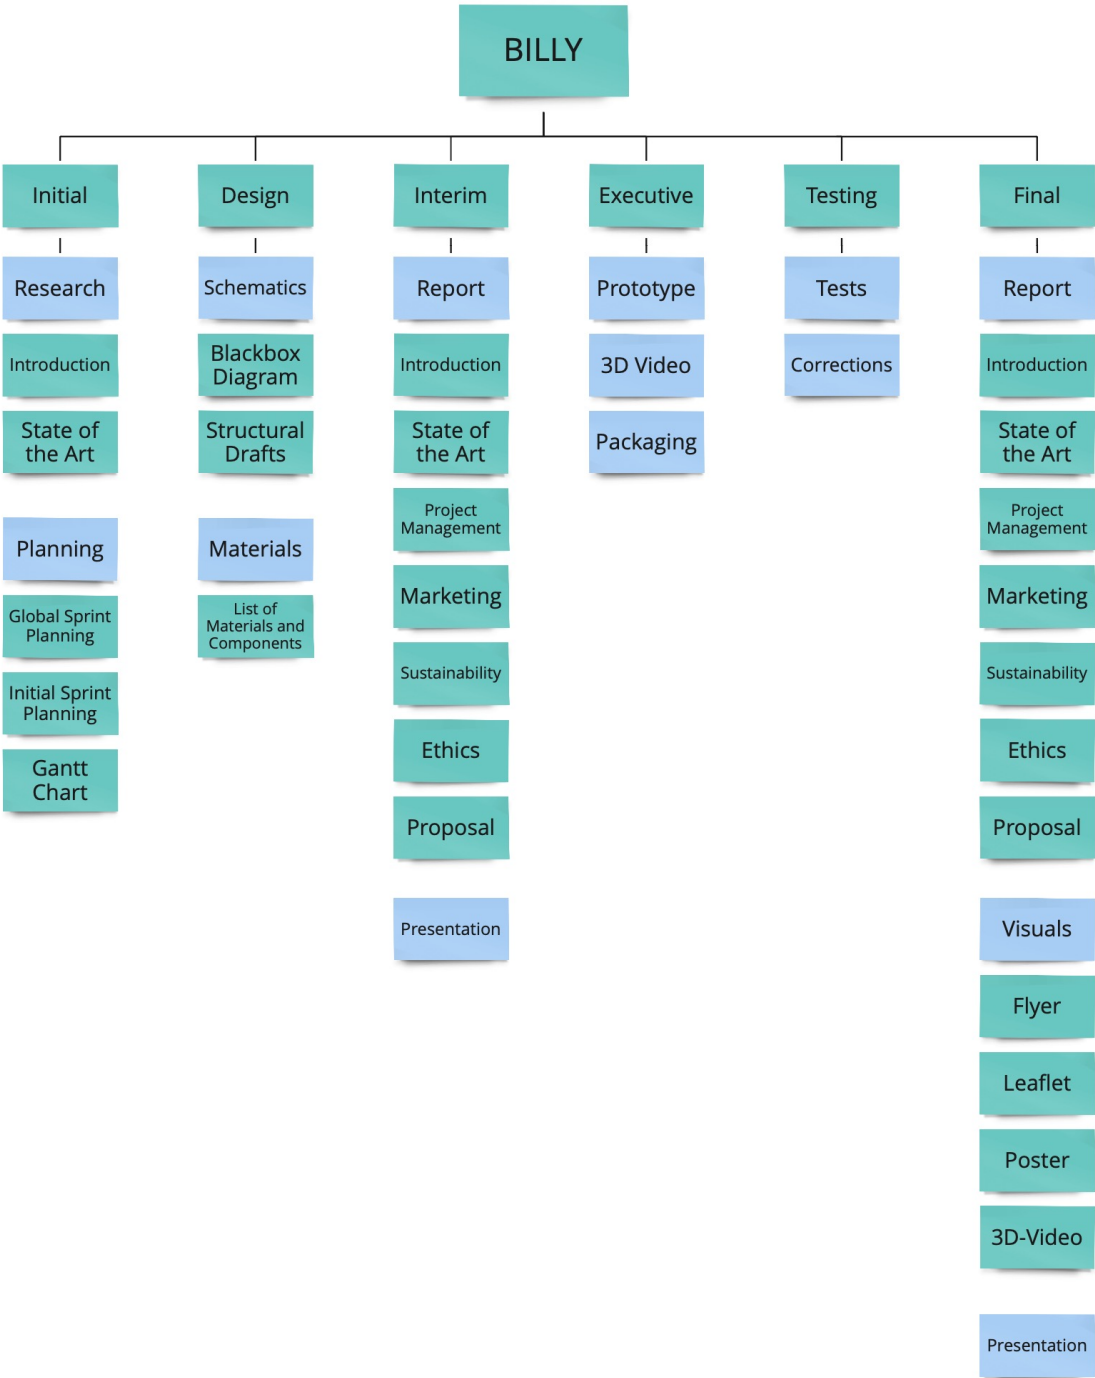 BILLY
Initial
Design
Interim
Executive
Testing
Final
Research
Introduction
State of
the Art
Planning
Global Sprint
Planning
Initial Sprint
Planning
Gantt
Chart
Schematics
Blackbox
Diagram
Structural
Drafts
Materials
List of
Materials and
Components
Report
Introduction
State of
the Art
Project
Management
Marketing
Sustainability
Ethics
Proposal
Presentation
Prototype
3D Video
Packaging
Tests
Corrections
Report
Introduction
State of
the Art
Project
Management
Marketing
Sustainability
Ethics
Proposal
Visuals
Flyer
Leaflet
Poster
3D-Video
Presentation